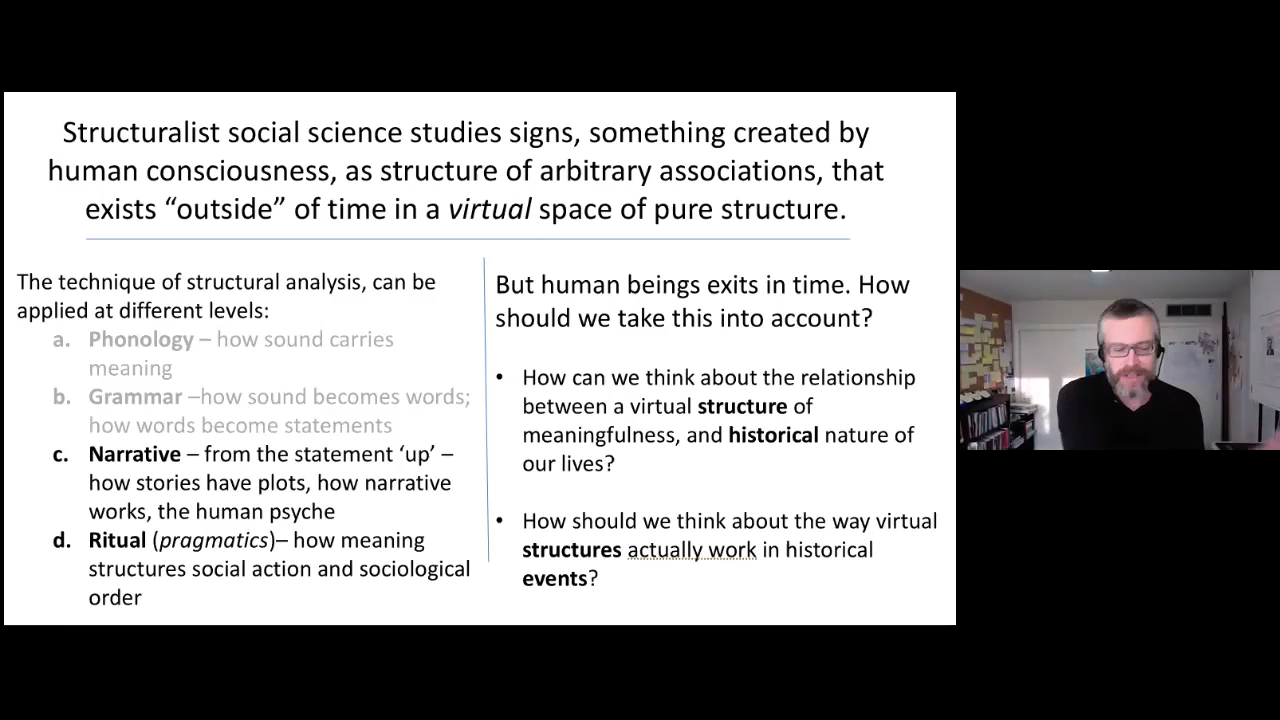 Structuralist social science studies signs, something created by
human consciousness, as structure of arbitrary associations, that
exists “outside” of time in a virtual space of pure structure.
The technique of structural analysis, can be
applied at different levels:
a. Phonology – how sound carries
meaning
b. Grammar –how sound becomes words;
how words become statements
c. Narrative – from the statement ‘up’ –
how stories have plots, how narrative
works, the human psyche
d. Ritual (pragmatics)– how meaning
structures social action and sociological
order
But human beings exits in time. How
should we take this into account?
• How can we think about the relationship
between a virtual structure of
meaningfulness, and historical nature of
our lives?
• How should we think about the way virtual
structures actually work in historical
events?